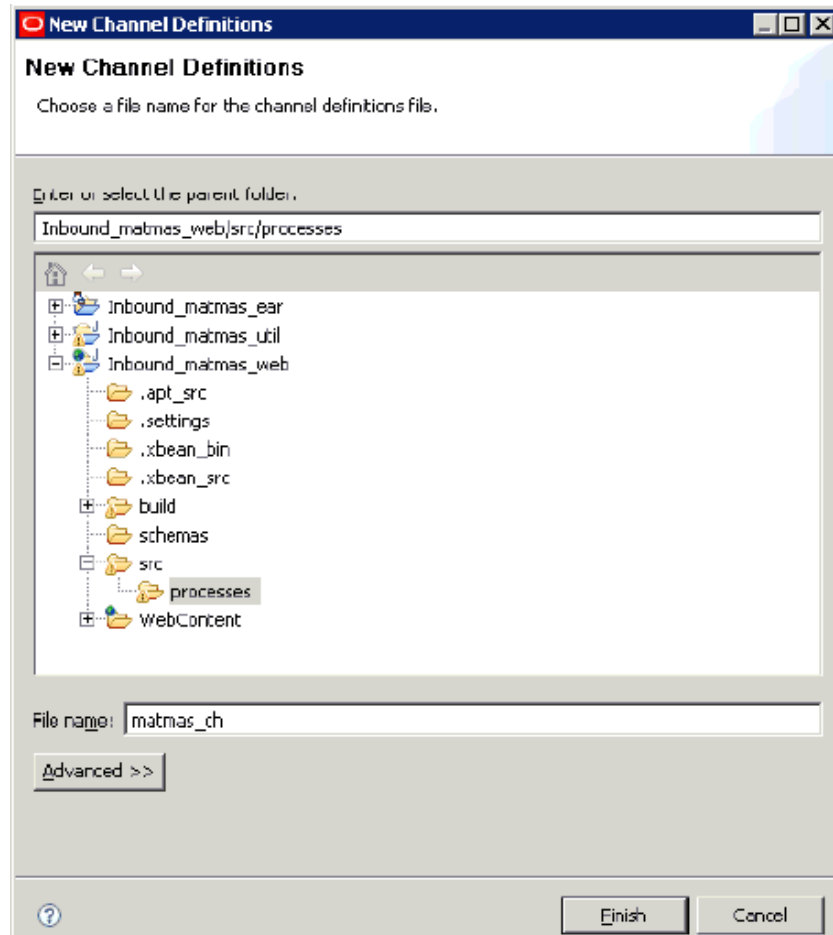 New Channel Definitions
New Channel Definitions
Choose a file name for the channel definitions file.
Enter or select the parent folder.
Inbound_matmas_web/src/processes
Inbound_matmas_ear
Inbound_matmas_util
Inbound_matmas_web
.apt_src
.settings
.xbean_bin
.xbean_src
build
schemas
src
processes
WebContent
File name: matmas_ch
Advanced >>
Finish Cancel